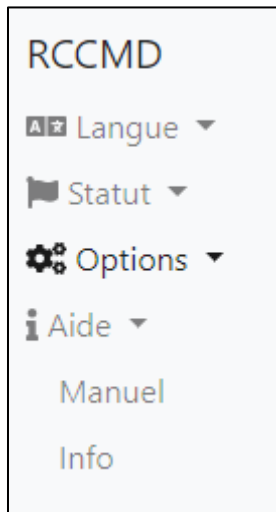 RCCMD
Langue
Statut
Options
Aide
Manuel
Info